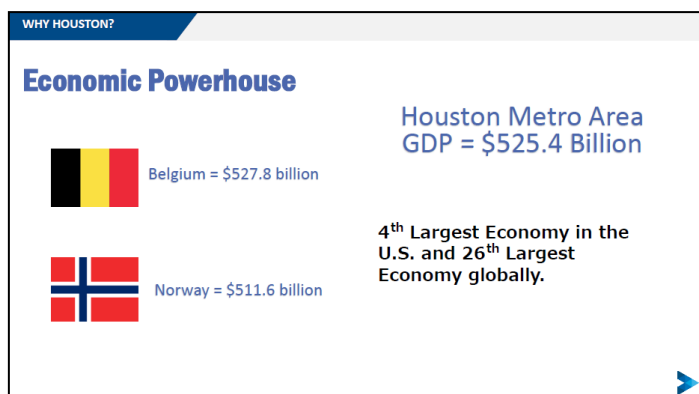 WHY HOUSTON?
Economic Powerhouse
Belgium = $527.8 billion
Norway = $511.6 billion
Houston Metro Area
GDP = $525.4 Billion
4th Largest Economy in the
U.S. and 26th Largest
Economy globally.